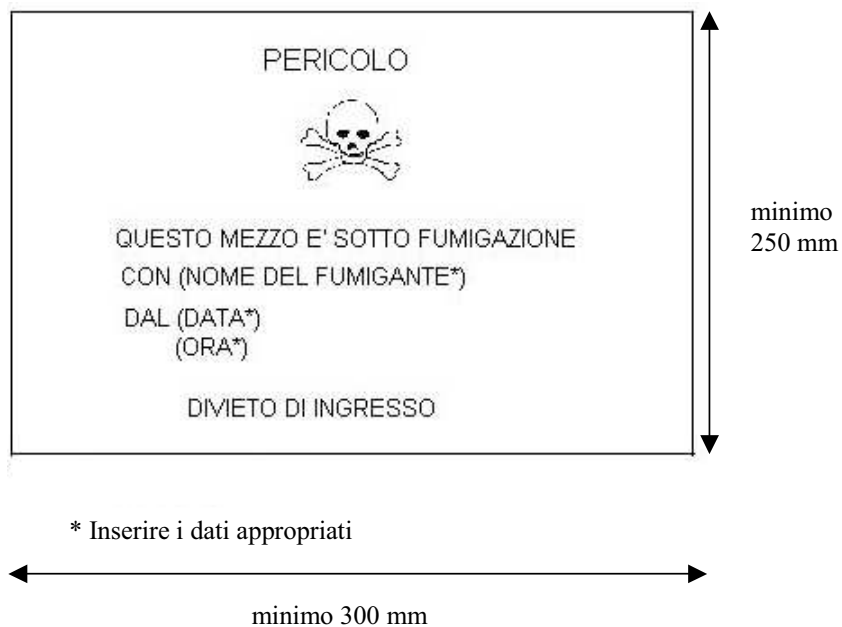 PERICOLO
QUESTO MEZZO E' SOTTO FUMIGAZIONE
CON (NOME DEL FUMIGANTE*)
DAL (DATA*)
(ORA*)
DIVIETO DI INGRESSO
minimo
250 mm
* Inserire i dati appropriati
minimo 300 mm